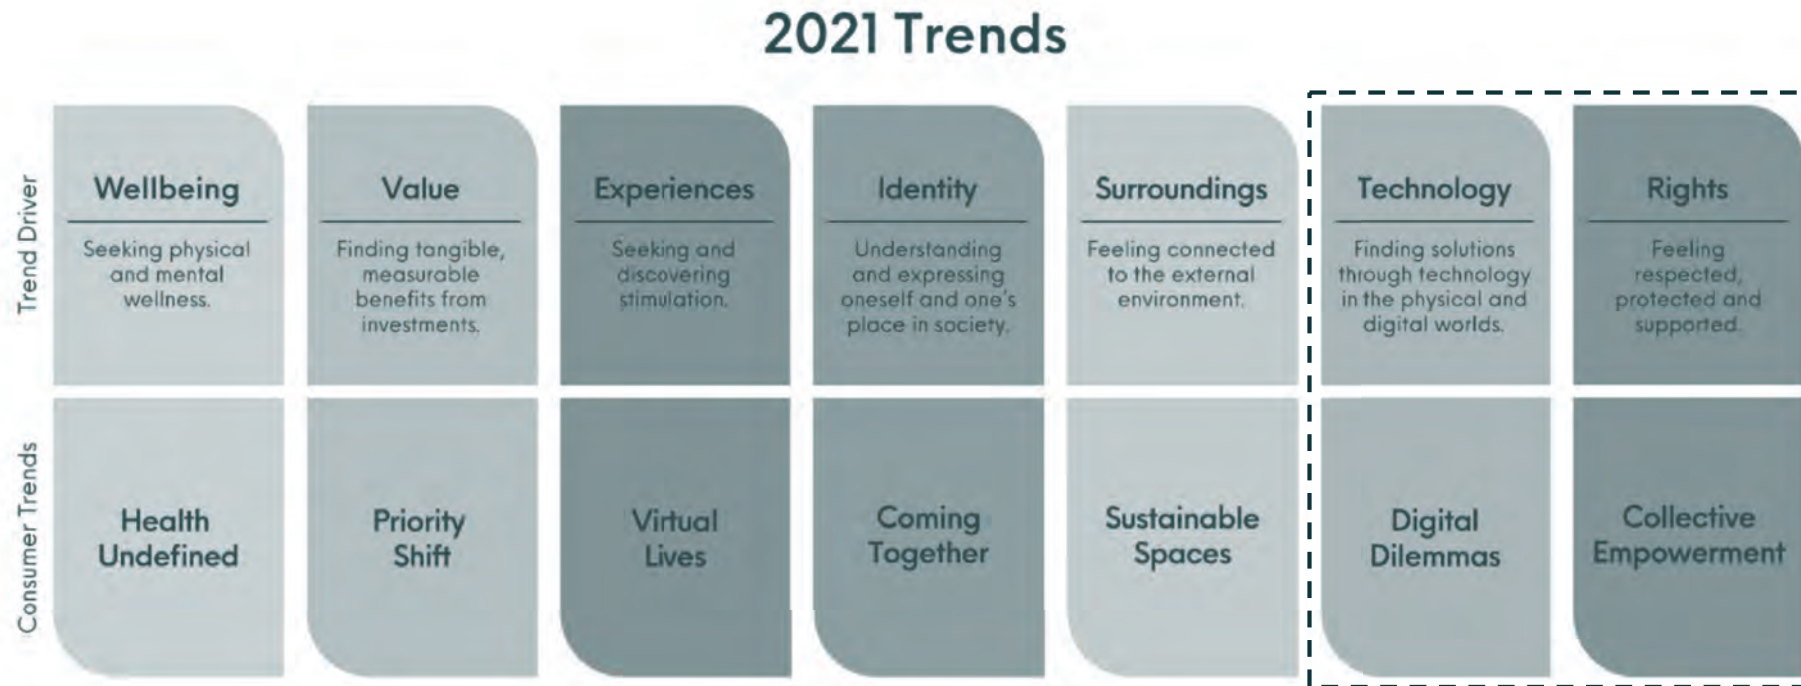 2021 Trends
Trend Driver
Wellbeing
Seeking physical
and mental
wellness.
Value
Finding tangible,
measurable
benefits from
investments.
Experiences
Seeking and
discovering
stimulation.
Identity
Understanding
and expressing
oneself and one's
place in society.
Surroundings
Feeling connected
to the external
environment.
Technology
Finding solutions
through technology
in the physical and
digital worlds.
Rights
Feeling
respected,
protected and
supported.
Consumer Trends
Health
Undefined
Priority
Shift
Virtual
Lives
Coming
Together
Sustainable
Spaces
Digital
Dilemmas
Collective
Empowerment